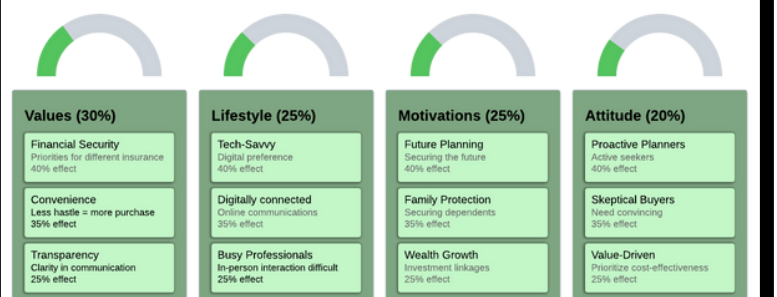 Values (30%)
Financial Security
Priorities for different insurance
40% effect
Convenience
Less hastle = more purchase
35% effect
Transparency
Clarity in communication
25% effect
Lifestyle (25%)
Tech-Savvy
Digital preference
40% effect
Digitally connected
Online communications
35% effect
Busy Professionals
In-person interaction difficult
25% effect
Motivations (25%)
Future Planning
Securing the future
40% effect
Family Protection
Securing dependents
35% effect
Wealth Growth
Investment linkages
25% effect
Attitude (20%)
Proactive Planners
Active seekers
40% effect
Skeptical Buyers
Need convincing
35% effect
Value-Driven
Prioritize cost-effectiveness
25% effect